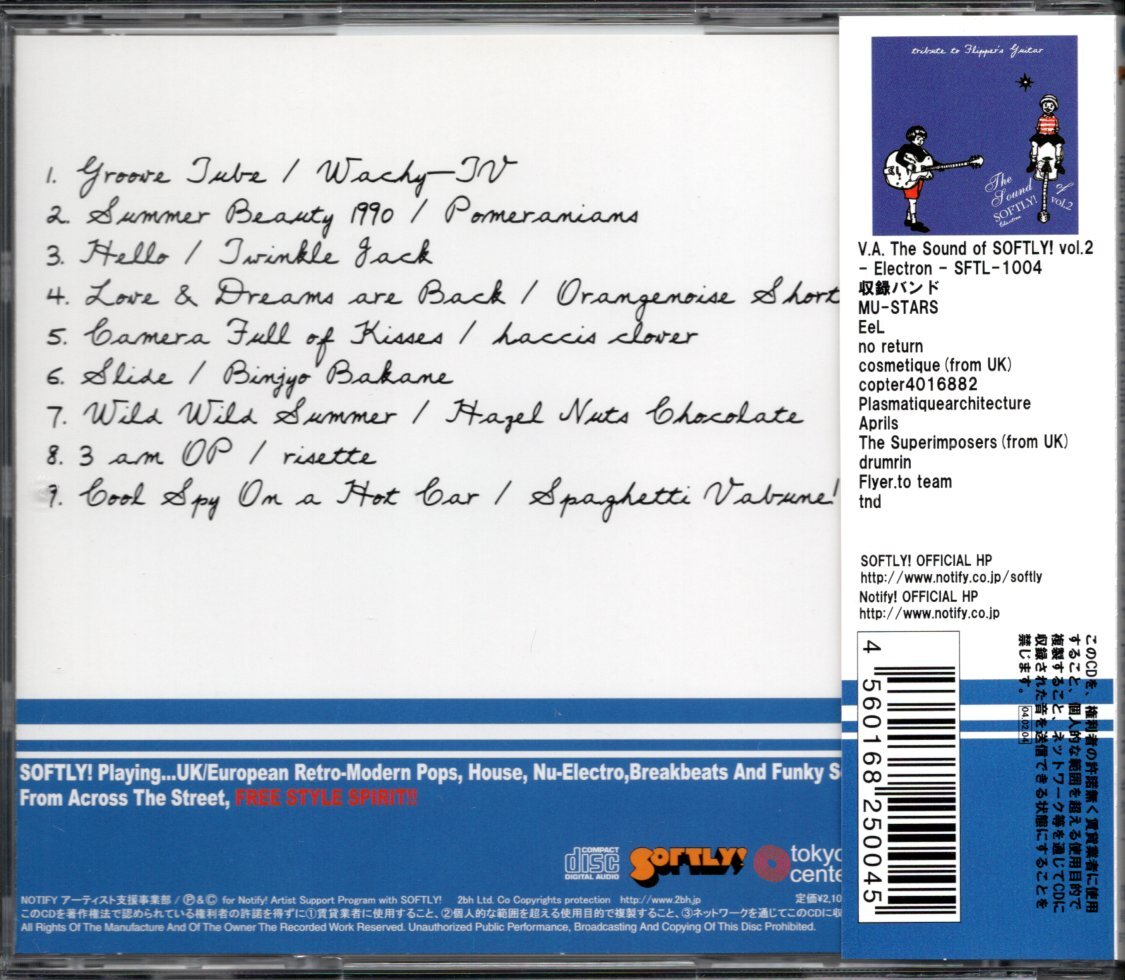 1. Groove Tube / Wachy-TV
2. Summer Beauty 1990 / Pomeranians
3. Hello / Twinkle Jack
4. Love & Dreams are Back / Orangenoise Short
5. Camera Full of Kisses / haccis clover
6. Slide / Binjyo Bakane
7. Wild Wild Summer / Hazel Nuts Chocolate
8. 3 am OP / risette
9. Cool Spy On a Hot Car / Spaghetti Vabune!
SOFTLY! Playing...UK/European Retro-Modern Pops, House, Nu-Electro,Breakbeats And Funky S
From Across The Street, FREE STYLE SPIRIT!!
COMPACT
disc
DIGITAL AUDIO
SOFTLY!
tokyo
cente
NOTIFY アーティスト支援事業部 / ℗&© for Notify! Artist Support Program with SOFTLY! 2bh Ltd. Co Copyrights protection http://www.2bh.jp 定価¥2,10
このCDを著作権法で認められている権利者の許諾を得ずに①賃貸業者に使用すること、②個人的な範囲を超える使用目的で複製すること、③ネットワークを通じてこのCDに収
All Rights Of The Manufacture And Of The Owner The Recorded Work Reserved. Unauthorized Public Performance, Broadcasting And Copying Of This Disc Prohibited.
tribute to Flipper's Guitar
The
Sound
of
SOFTLY!
vol.2
Electron
V.A. The Sound of SOFTLY! vol.2
- Electron - SFTL-1004
収録バンド
MU-STARS
EeL
no return
cosmetique (from UK)
copter4016882
Plasmatiquearchitecture
Aprils
The Superimposers (from UK)
drumrin
Flyer.to team
tnd
SOFTLY! OFFICIAL HP
http://www.notify.co.jp/softly
Notify! OFFICIAL HP
http://www.notify.co.jp
4 560168 250045
このCDを、権利者の許諾無く賃貸業者に使用
すること、個人的な範囲を超える使用目的で
複製すること、ネットワーク等を通じてCDに
収録された音を送信できる状態にすることを
禁じます。
04.02.04